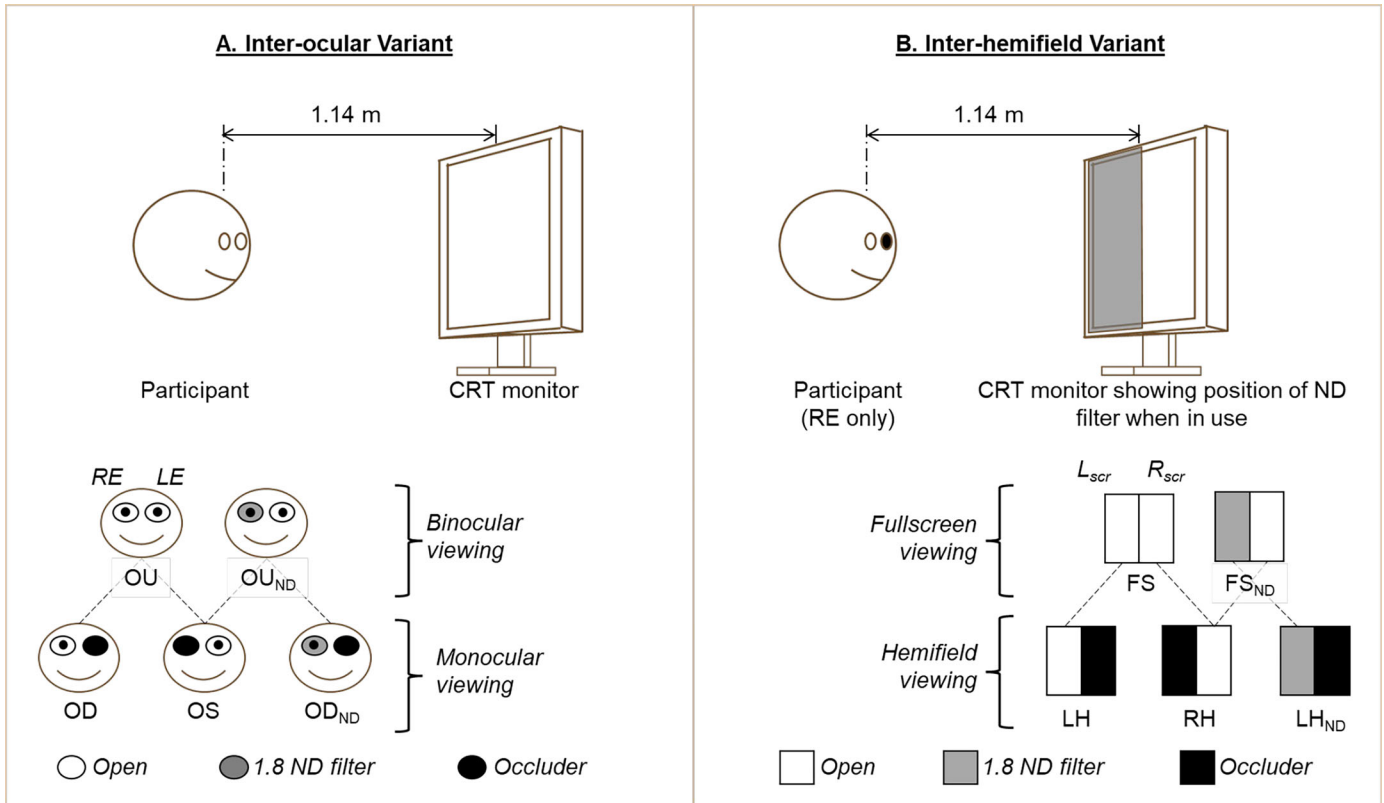 A. Inter-ocular Variant
1.14 m
Participant
CRT monitor
RE LE
OU
OU_ND
Binocular
viewing
OD
OS
OD_ND
Monocular
viewing
Open
1.8 ND filter
Occluder
B. Inter-hemifield Variant
1.14 m
Participant
(RE only)
CRT monitor showing position of ND
filter when in use
L_scr R_scr
Fullscreen
viewing
FS
FS_ND
Hemifield
viewing
LH
RH
LH_ND
Open
1.8 ND filter
Occluder